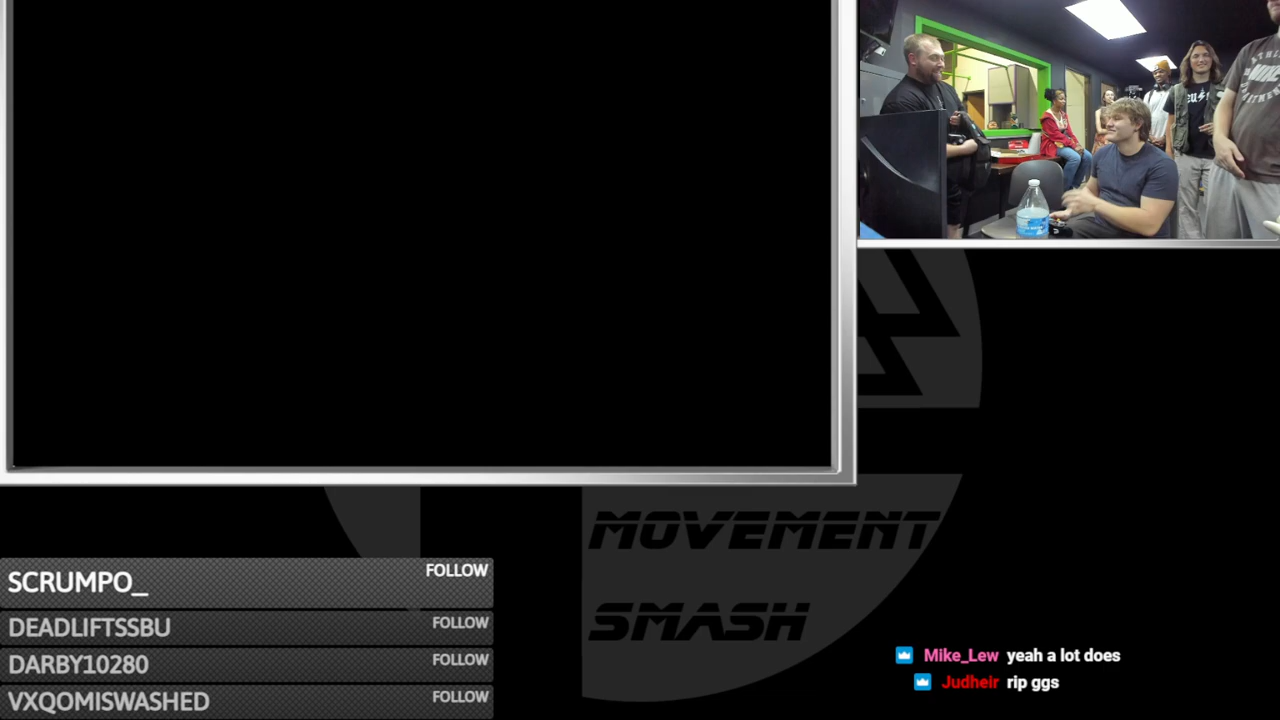 MOVEMENT
SMASH
SCRUMPO_ FOLLOW
DEADLIFTSSBU FOLLOW
DARBY10280 FOLLOW
VXQOMISWASHED FOLLOW
Mike_Lew yeah a lot does
Judheir rip ggs